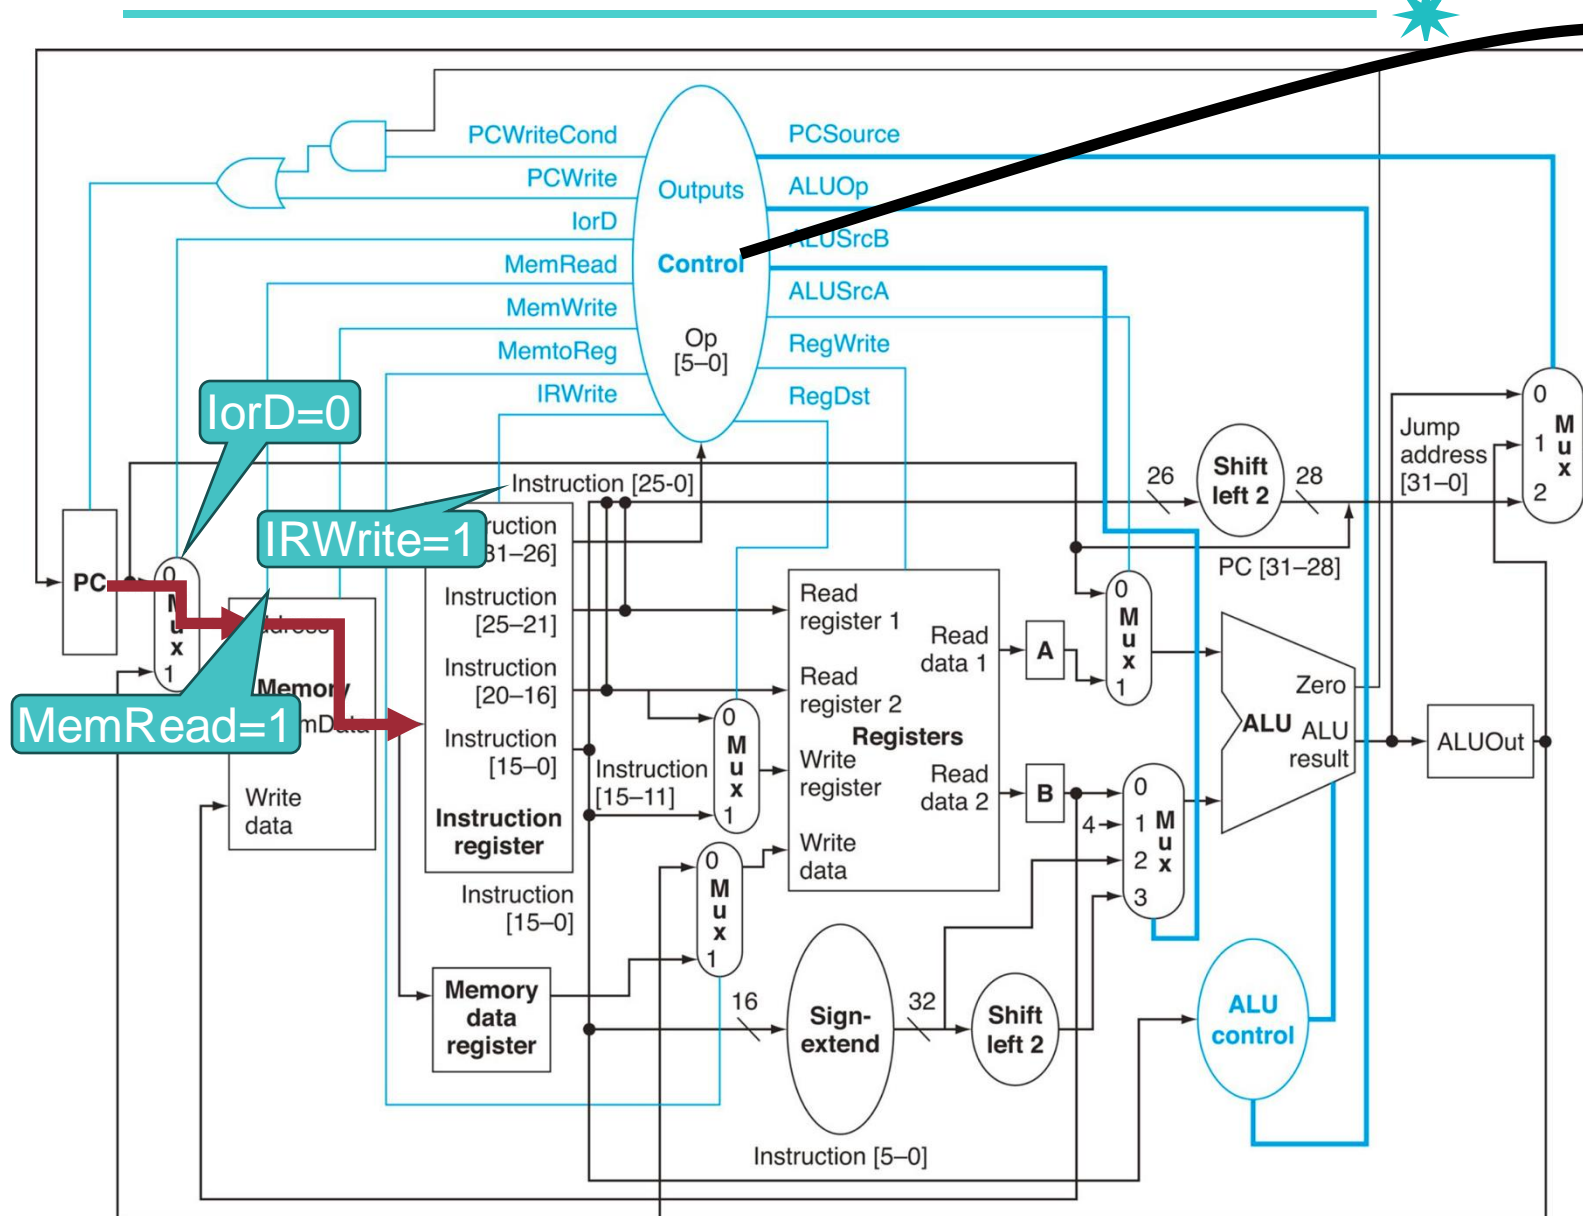 PCWriteCond
PCWrite
IorD
MemRead
MemWrite
MemtoReg
IRWrite
Outputs
Control
Op
[5–0]
PCSource
ALUOp
ALUSrcB
ALUSrcA
RegWrite
RegDst
IorD=0
IRWrite=1
MemRead=1
Instruction [25-0]
26
Shift
left 2
28
Jump
address
[31–0]
0
1
2
M
u
x
PC [31–28]
PC
0
M
u
x
1
Memory
Write
data
31–26]
Instruction
[25–21]
Instruction
[20–16]
Instruction
[15–0]
Instruction
register
Instruction
[15–11]
Instruction
[15–0]
Memory
data
register
0
M
u
x
1
0
M
u
x
1
Read
register 1
Read
register 2
Registers
Write
register
Write
data
Read
data 1
Read
data 2
A
B
4
0
M
u
x
1
0
1
2
3
M
u
x
Zero
ALU
ALU
result
ALUOut
16
Sign-
extend
32
Shift
left 2
ALU
control
Instruction [5–0]